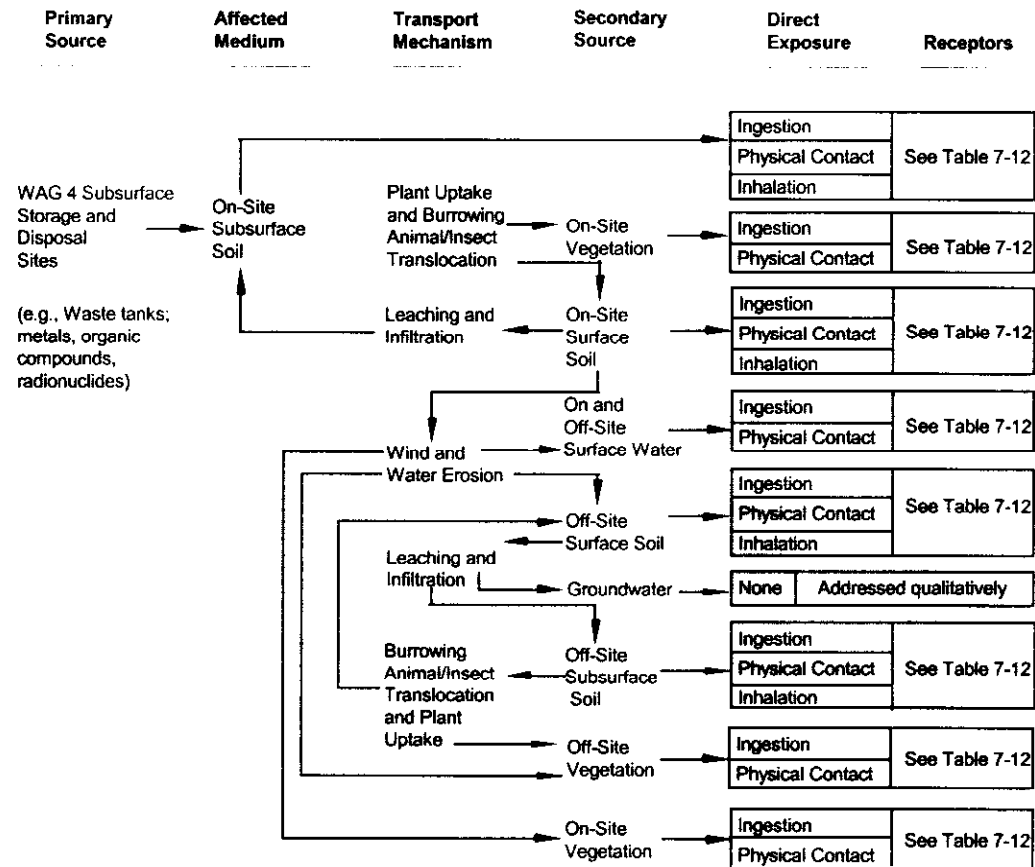 Primary Source
Affected Medium
Transport Mechanism
Secondary Source
Direct Exposure
Receptors
WAG 4 Subsurface
Storage and
Disposal
Sites
(e.g., Waste tanks;
metals, organic
compounds,
radionuclides)
On-Site
Subsurface
Soil
Ingestion
Physical Contact
Inhalation
See Table 7-12
Plant Uptake
and Burrowing
Animal/Insect
Translocation
On-Site
Vegetation
Ingestion
Physical Contact
See Table 7-12
Leaching and
Infiltration
On-Site
Surface
Soil
Ingestion
Physical Contact
Inhalation
See Table 7-12
Wind and
Water Erosion
On and
Off-Site
Surface Water
Ingestion
Physical Contact
See Table 7-12
Off-Site
Surface Soil
Ingestion
Physical Contact
Inhalation
See Table 7-12
Leaching and
Infiltration
Groundwater
None
Addressed qualitatively
Burrowing
Animal/Insect
Translocation
and Plant
Uptake
Off-Site
Subsurface
Soil
Ingestion
Physical Contact
Inhalation
See Table 7-12
Off-Site
Vegetation
Ingestion
Physical Contact
See Table 7-12
On-Site
Vegetation
Ingestion
Physical Contact
See Table 7-12